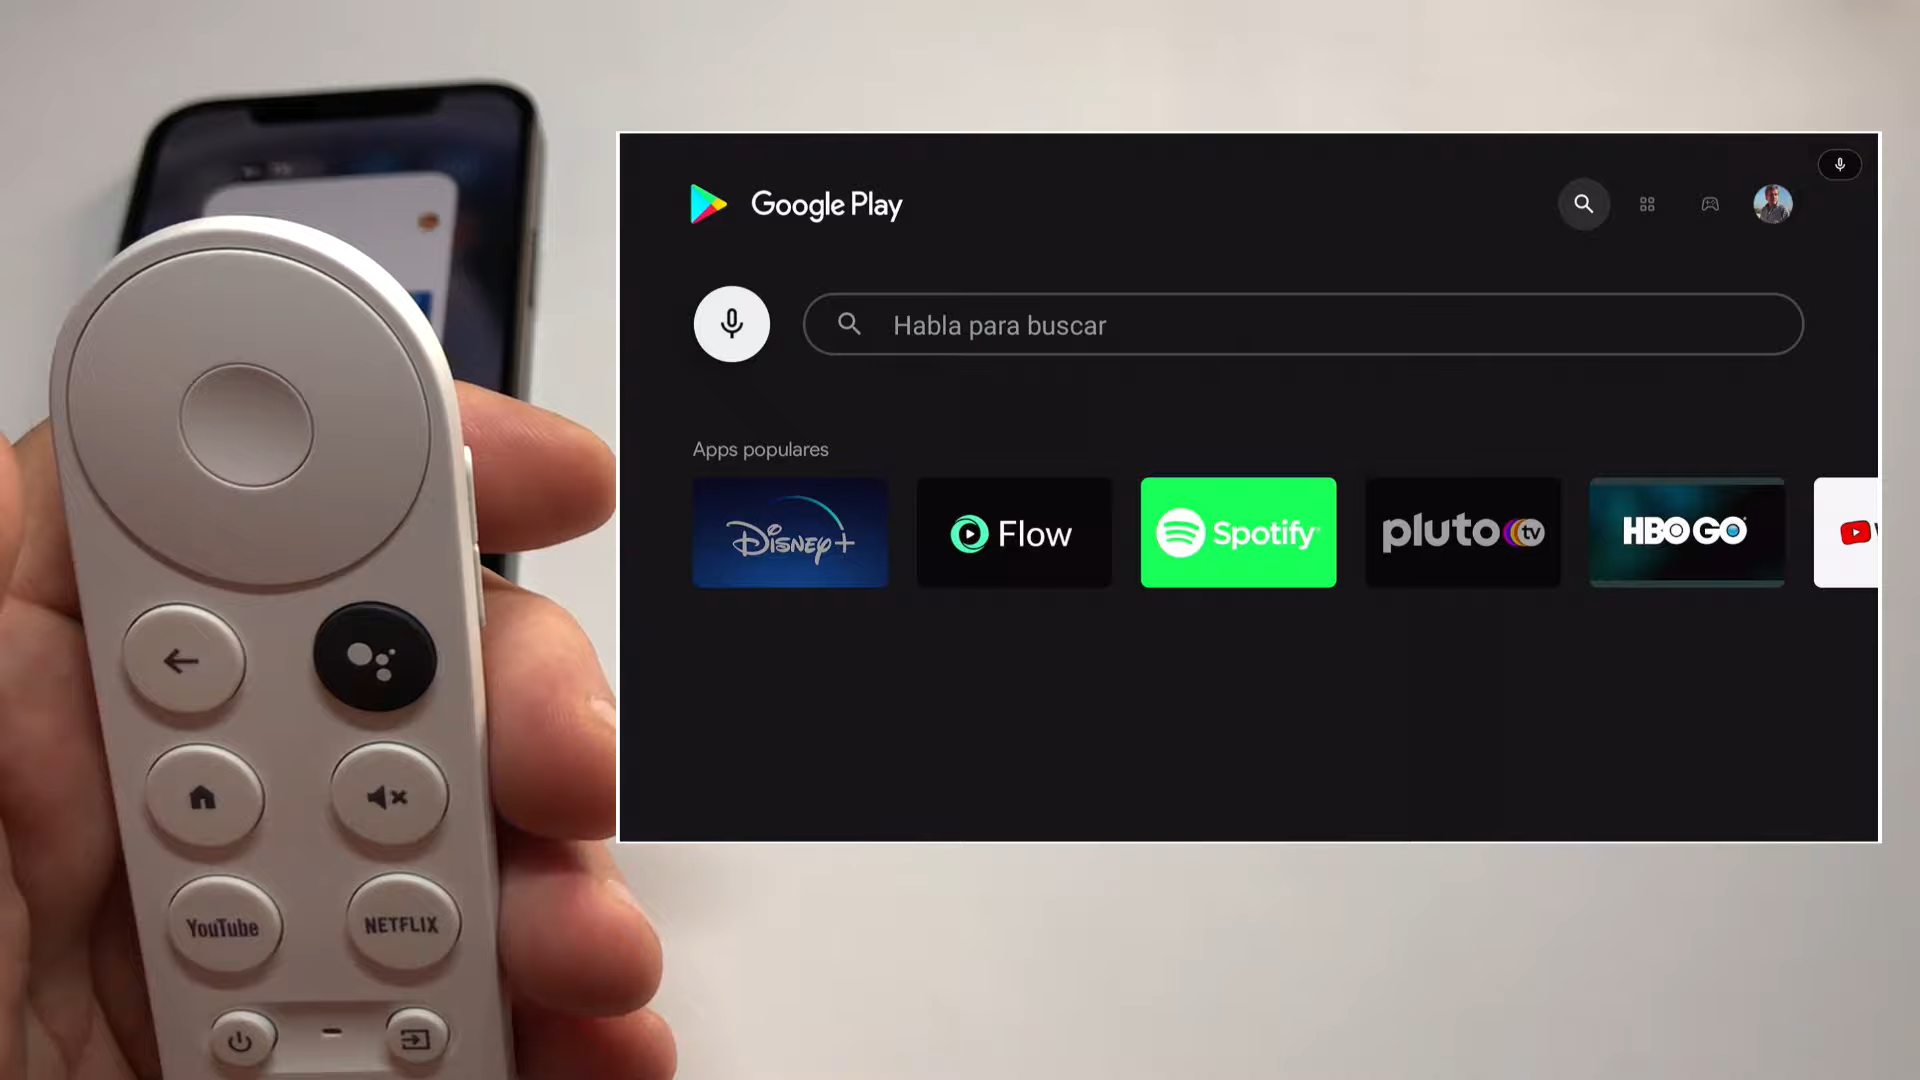 Google Play
Habla para buscar
Apps populares
Disney+
Flow
Spotify
pluto tv
HBO GO
YouTube
NETFLIX